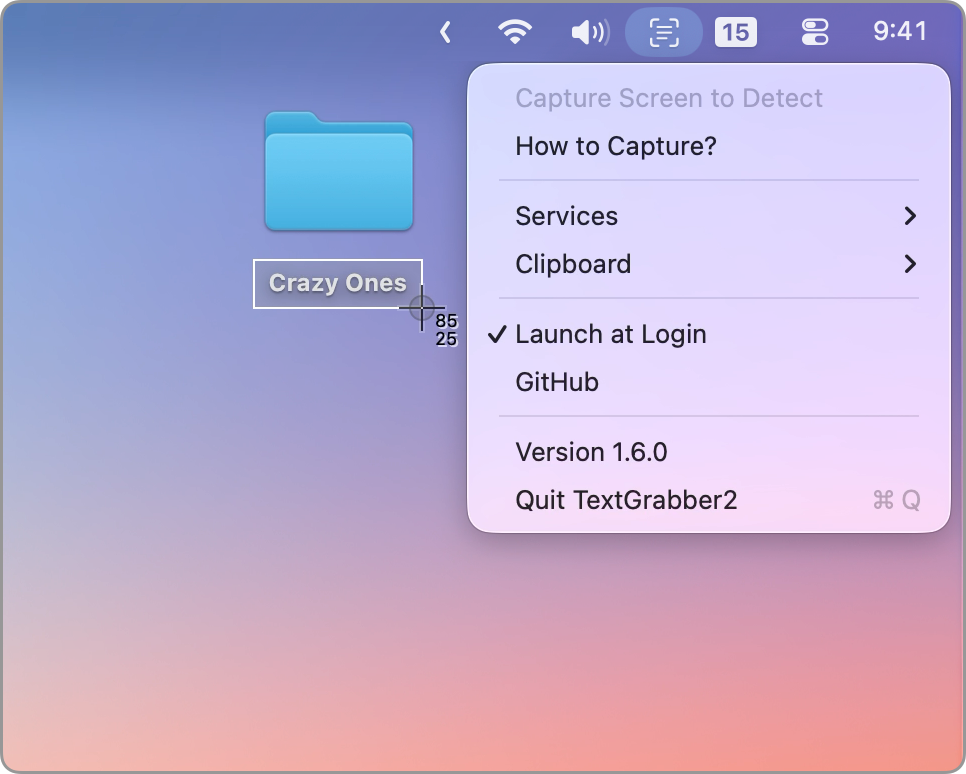 15
9:41
Capture Screen to Detect
How to Capture?
Services
Clipboard
Crazy Ones
85
25
Launch at Login
GitHub
Version 1.6.0
Quit TextGrabber2 ⌘ Q